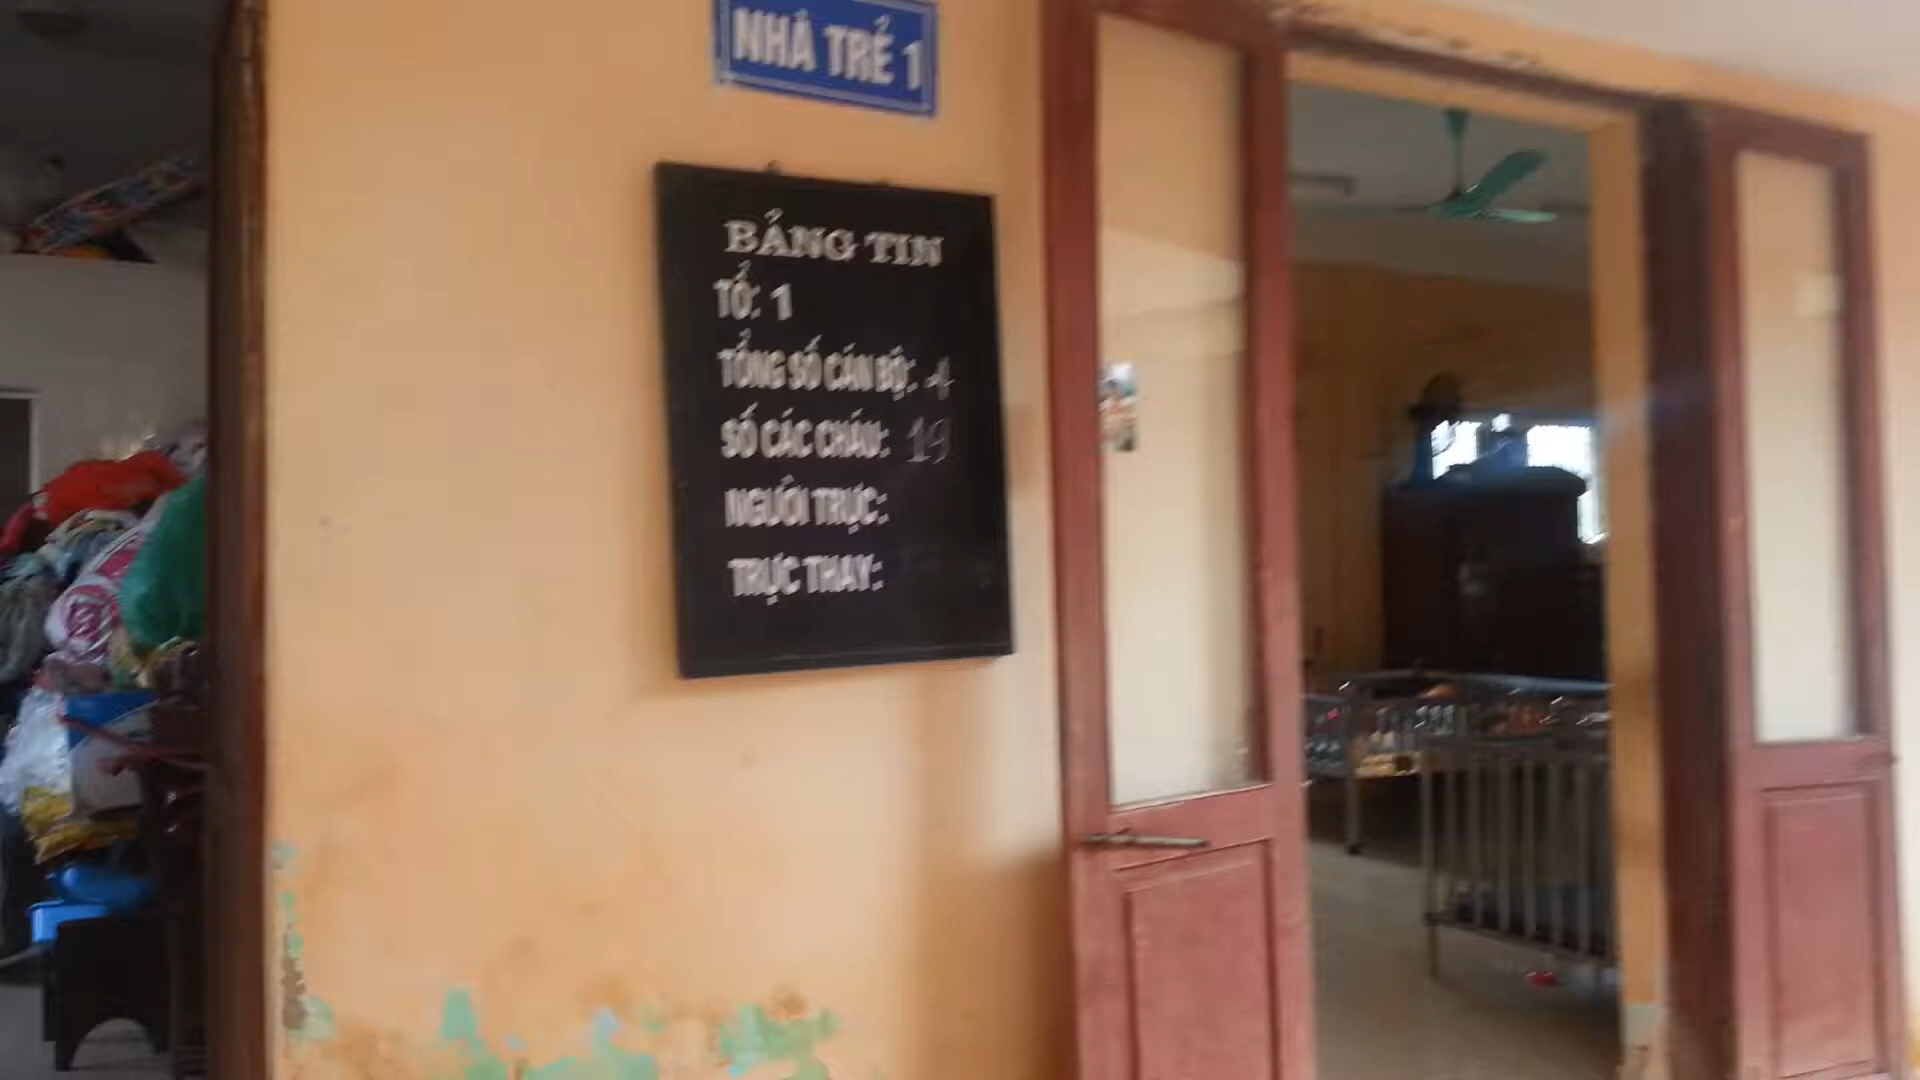 NHÀ TRẺ 1
BẢNG TIN
TỔ: 1
TỔNG SỐ CÁN BỘ: 4
SỐ CÁC CHÁU: 19
NGƯỜI TRỰC:
TRỰC THAY: